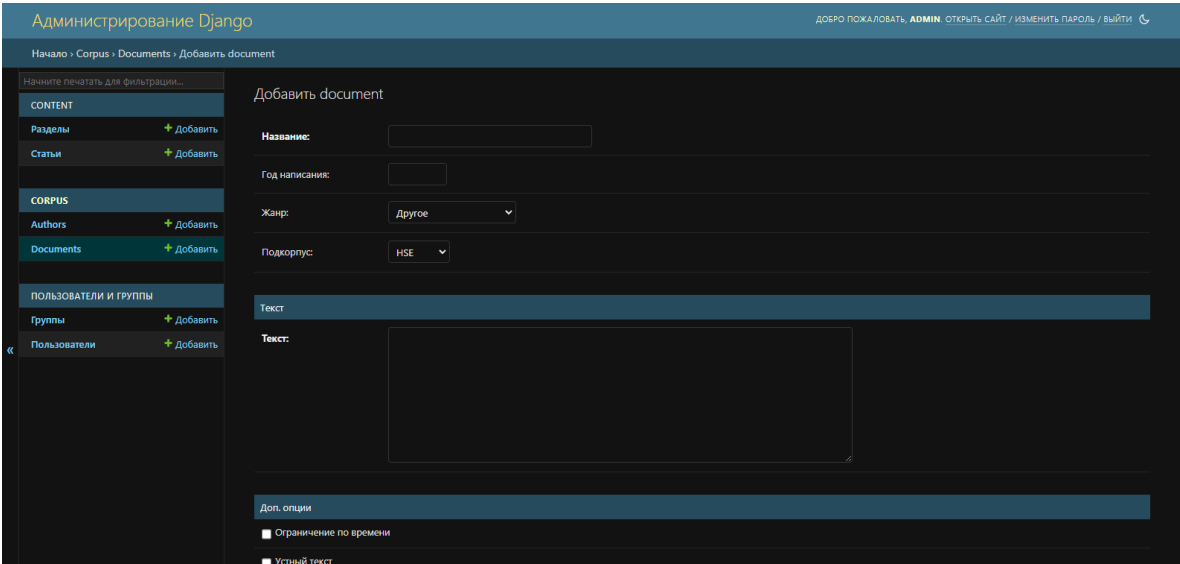 Администрирование Django
ДОБРО ПОЖАЛОВАТЬ, ADMIN. ОТКРЫТЬ САЙТ / ИЗМЕНИТЬ ПАРОЛЬ / ВЫЙТИ
Начало › Corpus › Documents › Добавить document
Начните печатать для фильтрации...
CONTENT
Разделы + Добавить
Статьи + Добавить
CORPUS
Authors + Добавить
Documents + Добавить
ПОЛЬЗОВАТЕЛИ И ГРУППЫ
Группы + Добавить
Пользователи + Добавить
«
Добавить document
Название:
Год написания:
Жанр: Другое
Подкорпус: HSE
Текст
Текст:
Доп. опции
Ограничение по времени
Устный текст